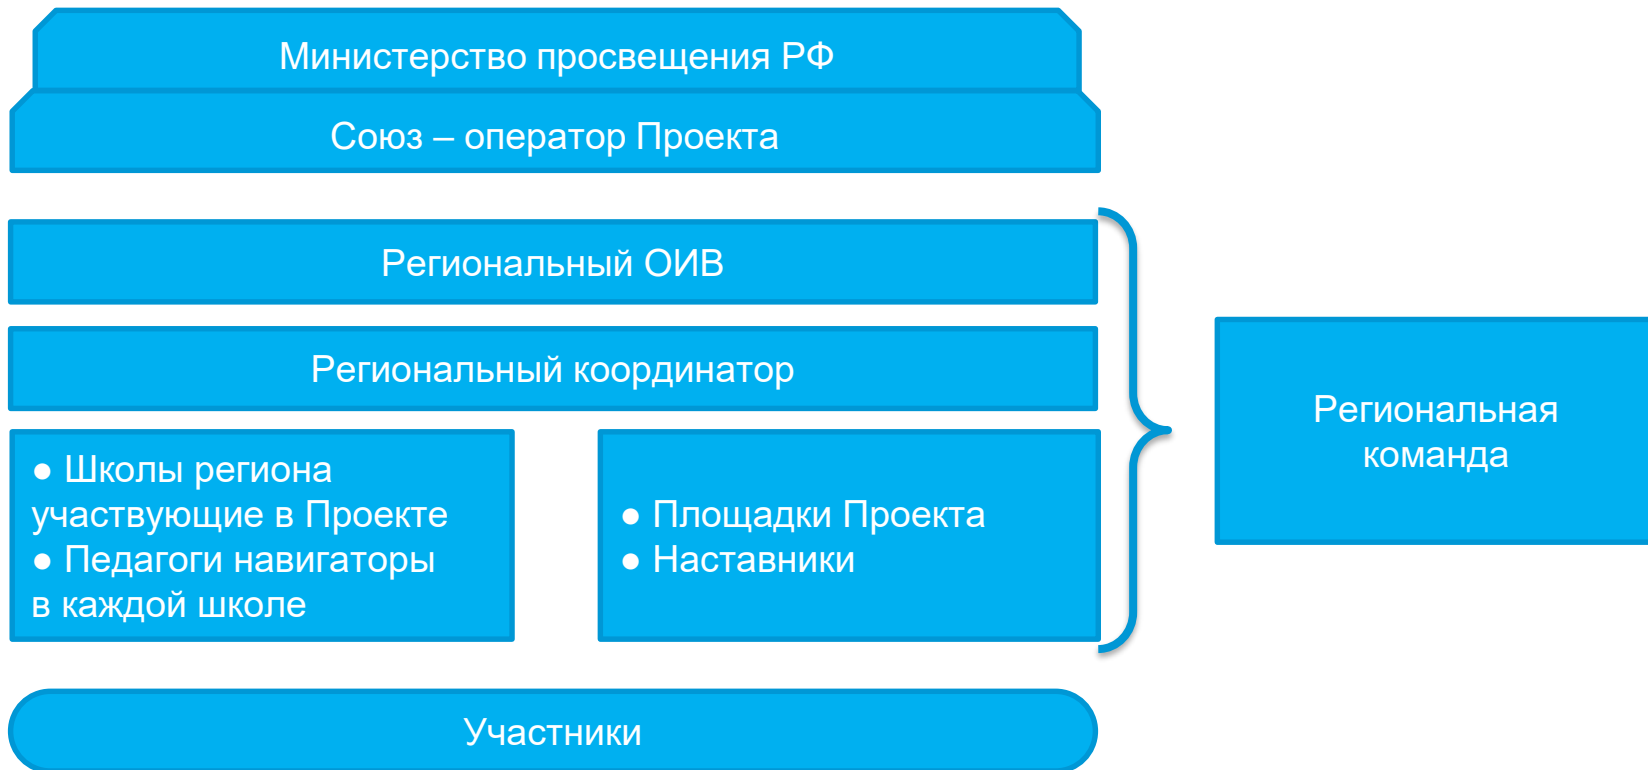 Министерство просвещения РФ
Союз – оператор Проекта
Региональный ОИВ
Региональный координатор
● Школы региона
участвующие в Проекте
● Педагоги навигаторы
в каждой школе
● Площадки Проекта
● Наставники
Региональная
команда
Участники